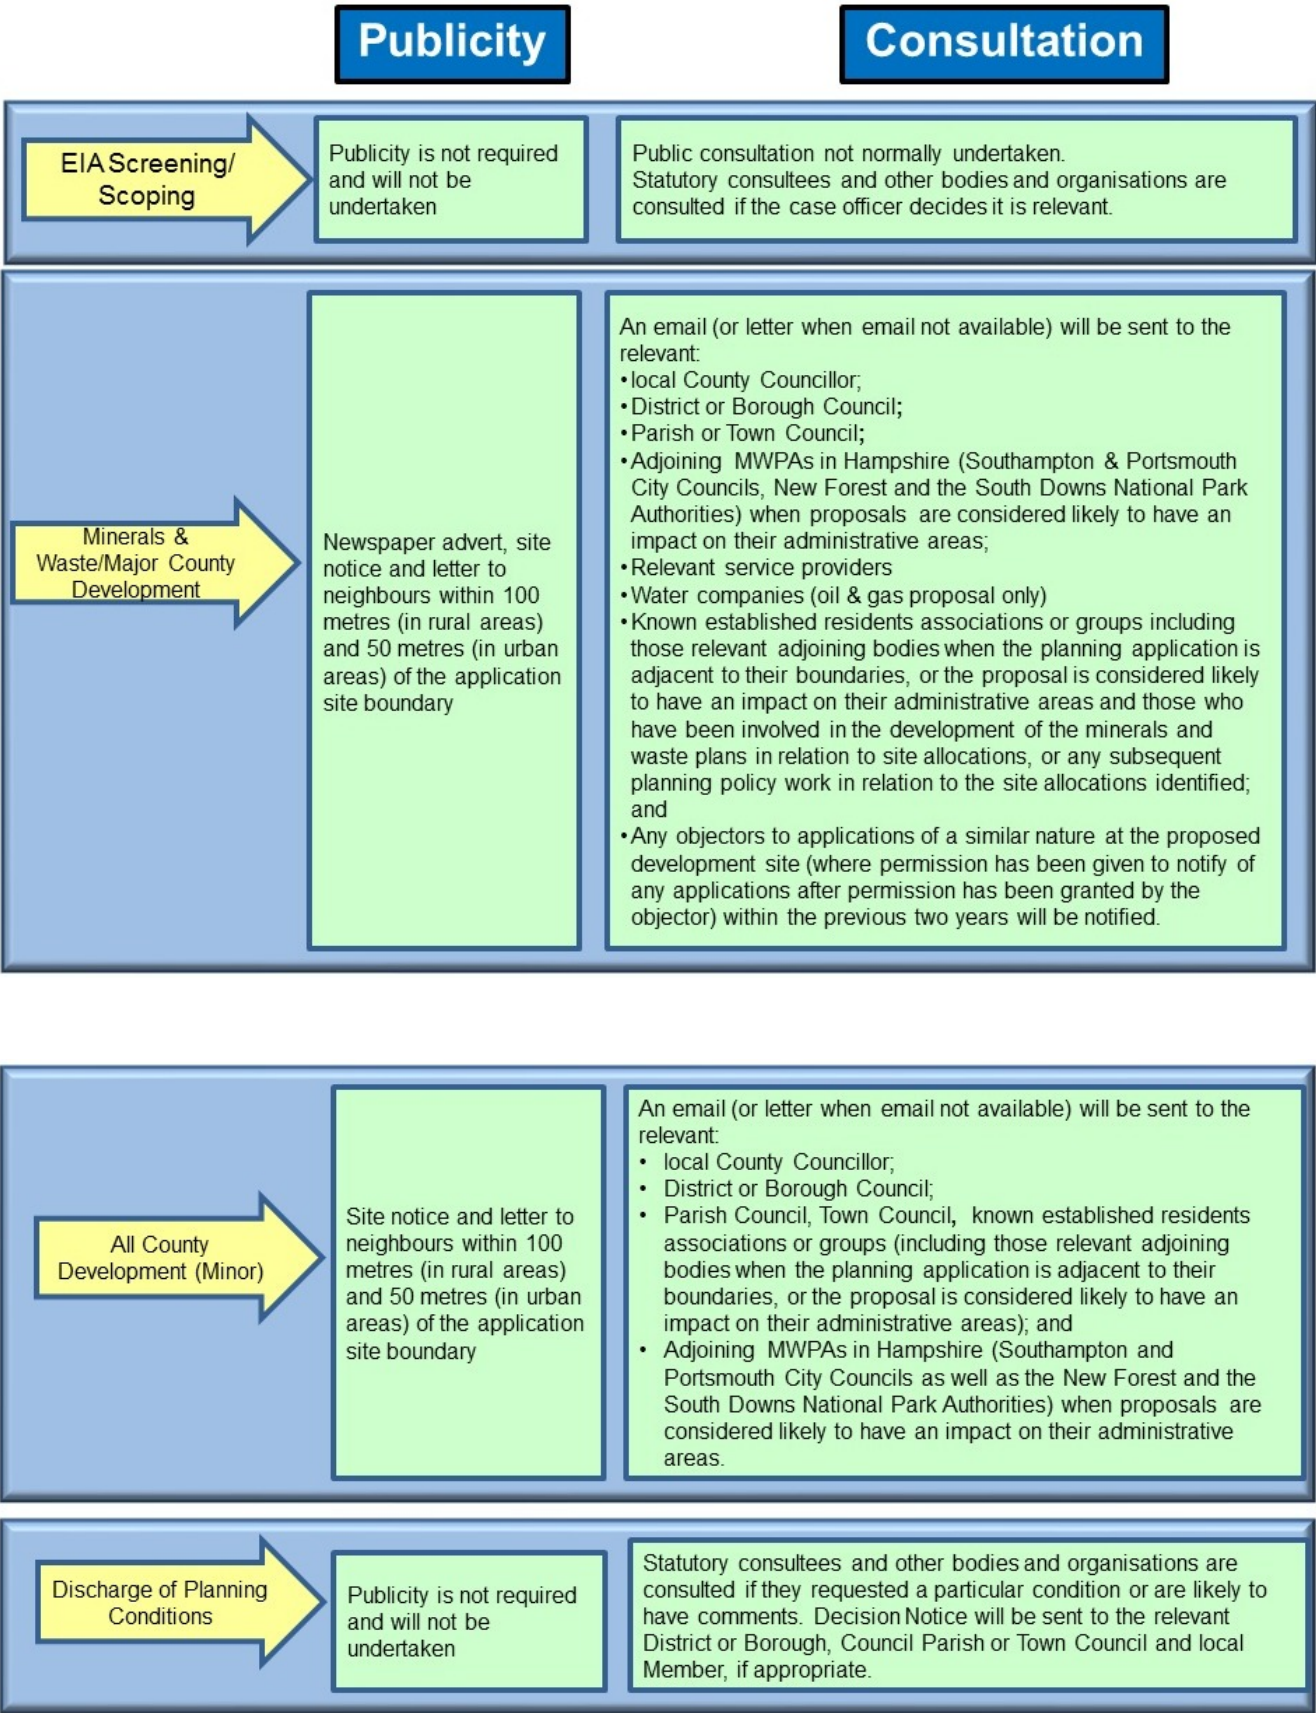 Publicity
Consultation
EIA Screening/
Scoping
Publicity is not required
and will not be
undertaken
Public consultation not normally undertaken.
Statutory consultees and other bodies and organisations are
consulted if the case officer decides it is relevant.
Minerals &
Waste/Major County
Development
Newspaper advert, site
notice and letter to
neighbours within 100
metres (in rural areas)
and 50 metres (in urban
areas) of the application
site boundary
An email (or letter when email not available) will be sent to the
relevant:
•local County Councillor;
•District or Borough Council;
•Parish or Town Council;
•Adjoining MWPAs in Hampshire (Southampton & Portsmouth
City Councils, New Forest and the South Downs National Park
Authorities) when proposals are considered likely to have an
impact on their administrative areas;
•Relevant service providers
•Water companies (oil & gas proposal only)
•Known established residents associations or groups including
those relevant adjoining bodies when the planning application is
adjacent to their boundaries, or the proposal is considered likely
to have an impact on their administrative areas and those who
have been involved in the development of the minerals and
waste plans in relation to site allocations, or any subsequent
planning policy work in relation to the site allocations identified;
and
•Any objectors to applications of a similar nature at the proposed
development site (where permission has been given to notify of
any applications after permission has been granted by the
objector) within the previous two years will be notified.
All County
Development (Minor)
Site notice and letter to
neighbours within 100
metres (in rural areas)
and 50 metres (in urban
areas) of the application
site boundary
An email (or letter when email not available) will be sent to the
relevant:
• local County Councillor;
• District or Borough Council;
• Parish Council, Town Council, known established residents
associations or groups (including those relevant adjoining
bodies when the planning application is adjacent to their
boundaries, or the proposal is considered likely to have an
impact on their administrative areas); and
• Adjoining MWPAs in Hampshire (Southampton and
Portsmouth City Councils as well as the New Forest and the
South Downs National Park Authorities) when proposals are
considered likely to have an impact on their administrative
areas.
Discharge of Planning
Conditions
Publicity is not required
and will not be
undertaken
Statutory consultees and other bodies and organisations are
consulted if they requested a particular condition or are likely to
have comments. Decision Notice will be sent to the relevant
District or Borough, Council Parish or Town Council and local
Member, if appropriate.